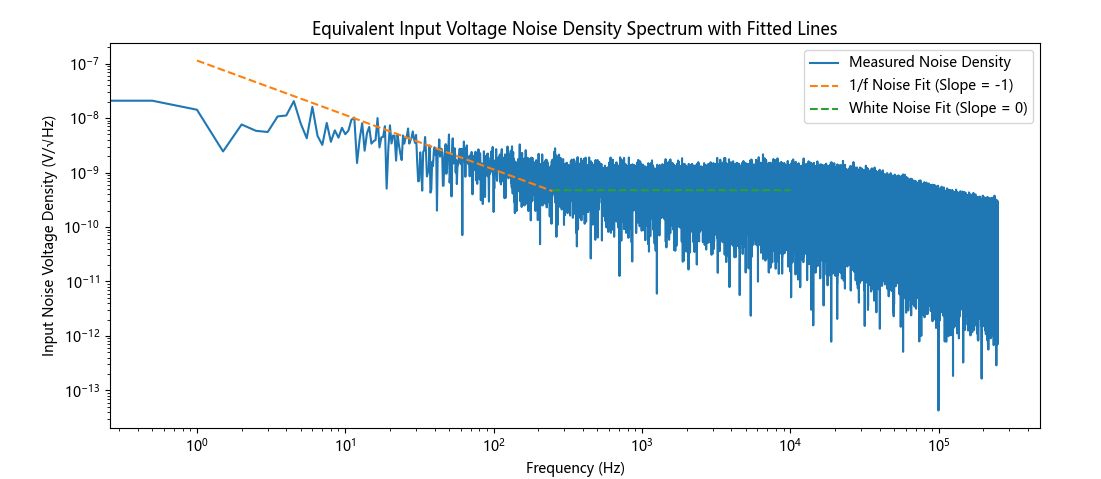 Equivalent Input Voltage Noise Density Spectrum with Fitted Lines
Input Noise Voltage Density (V/√Hz)
10⁻⁷
10⁻⁸
10⁻⁹
10⁻¹⁰
10⁻¹¹
10⁻¹²
10⁻¹³
Measured Noise Density
1/f Noise Fit (Slope = -1)
White Noise Fit (Slope = 0)
10⁰ 10¹ 10² 10³ 10⁴ 10⁵
Frequency (Hz)